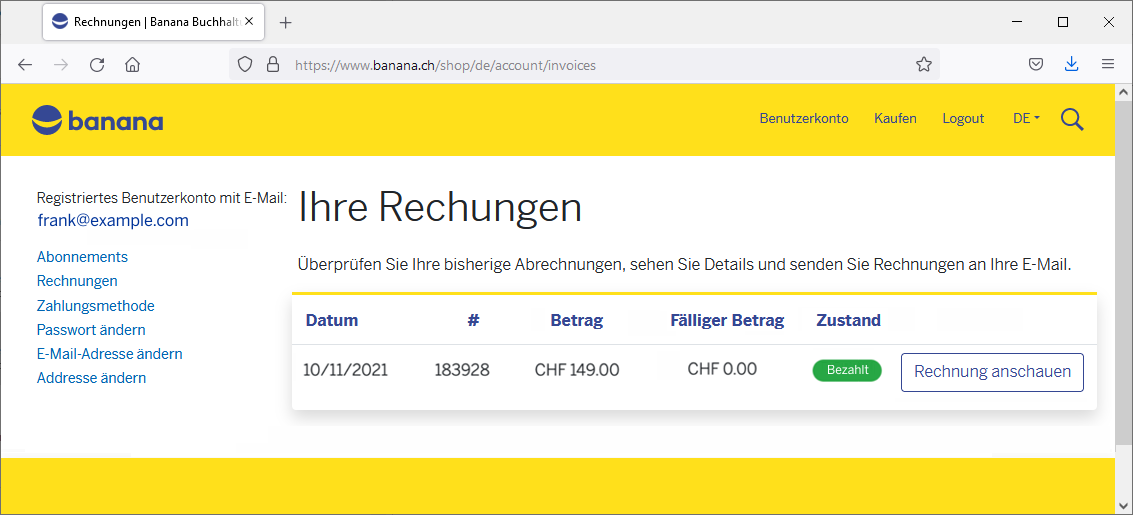 Rechnungen | Banana Buchhalt
https://www.banana.ch/shop/de/account/invoices
banana
Benutzerkonto Kaufen Logout DE
Registriertes Benutzerkonto mit E-Mail:
frank@example.com
Abonnements
Rechnungen
Zahlungsmethode
Passwort ändern
E-Mail-Adresse ändern
Addresse ändern
Ihre Rechungen
Überprüfen Sie Ihre bisherige Abrechnungen, sehen Sie Details und senden Sie Rechnungen an Ihre E-Mail.
Datum # Betrag Fälliger Betrag Zustand
10/11/2021 183928 CHF 149.00 CHF 0.00 Bezahlt Rechnung anschauen